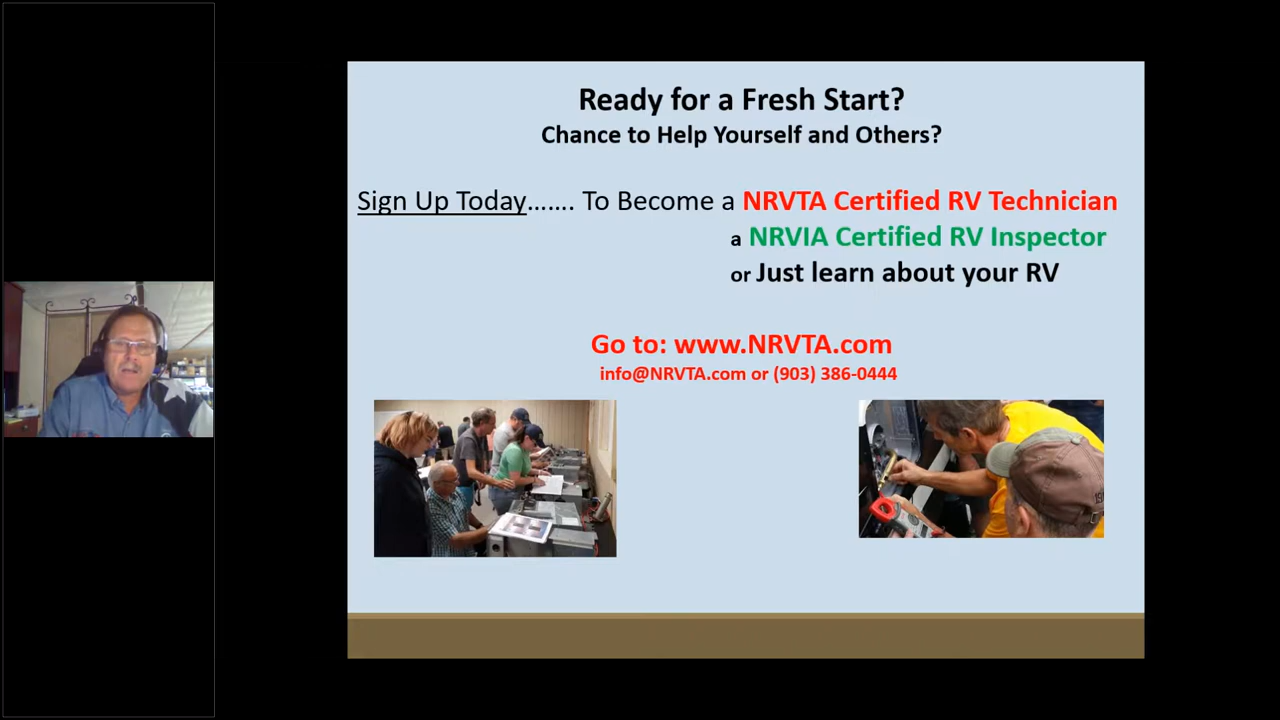 Ready for a Fresh Start?
Chance to Help Yourself and Others?
Sign Up Today……. To Become a NRVTA Certified RV Technician
a NRVIA Certified RV Inspector
or Just learn about your RV
Go to: www.NRVTA.com
info@NRVTA.com or (903) 386-0444